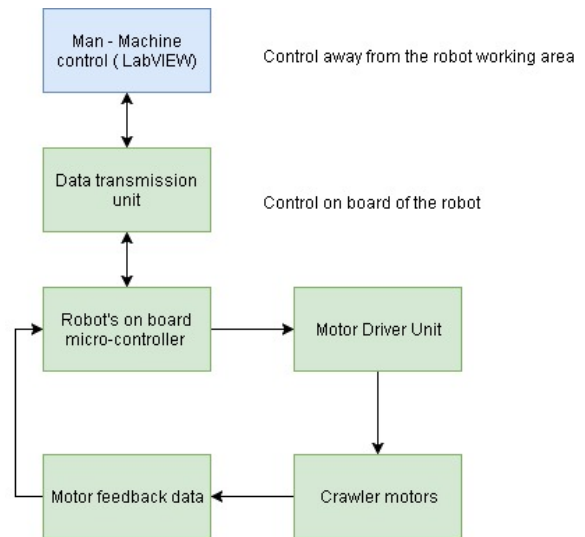 Man - Machine
control ( LabVIEW)
Control away from the robot working area
Data transmission
unit
Control on board of the robot
Robot's on board
micro-controller
Motor Driver Unit
Motor feedback data
Crawler motors